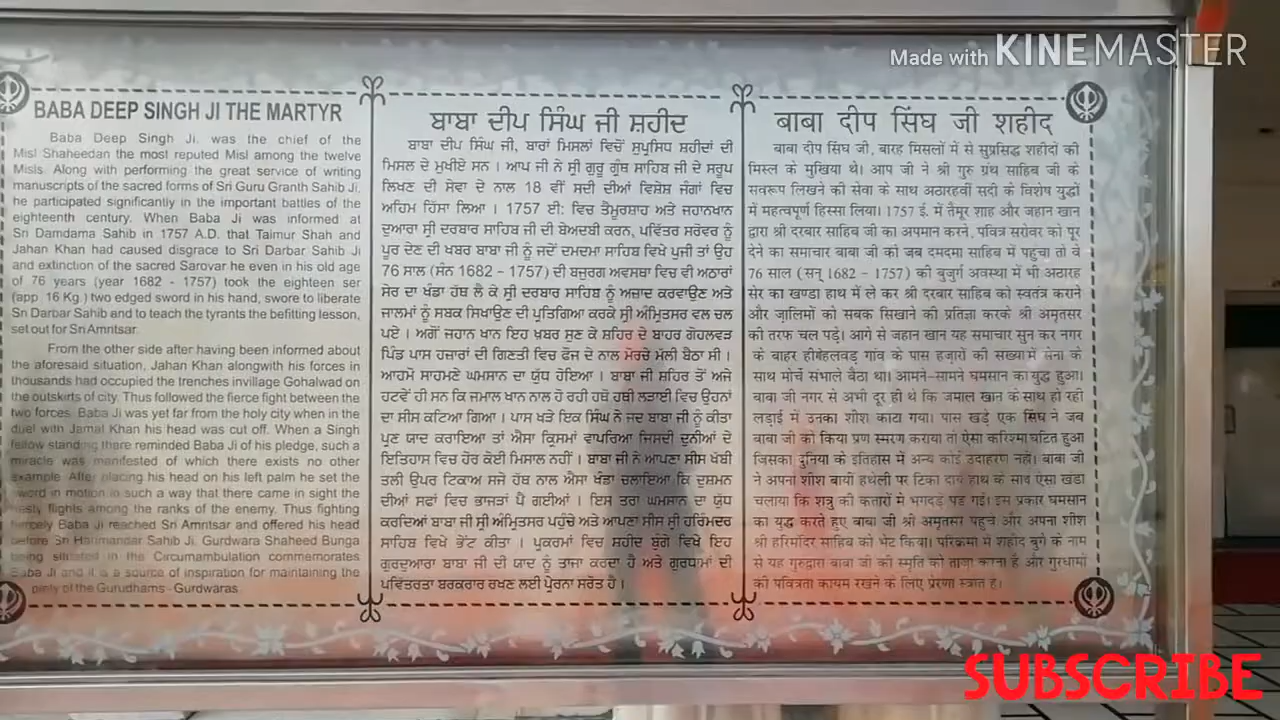 Made with KINEMASTER
BABA DEEP SINGH JI THE MARTYR
Baba Deep Singh Ji. was the chief of the
Misl Shaheedan the most reputed Misl among the twelve
Misls. Along with performing the great service of writing
manuscripts of the sacred forms of Sri Guru Granth Sahib Ji,
he participated significantly in the important battles of the
eighteenth century. When Baba Ji was informed at
Sri Damdama Sahib in 1757 A.D. that Taimur Shah and
Jahan Khan had caused disgrace to Sri Darbar Sahib Ji
and extinction of the sacred Sarovar he even in his old age
of 76 years (year 1682 - 1757) took the eighteen ser
(app 16 Kg.) two edged sword in his hand, swore to liberate
Sri Darbar Sahib and to teach the tyrants the befitting lesson,
set out for Sri Amritsar.
From the other side after having been informed about
the aforesaid situation, Jahan Khan alongwith his forces in
thousands had occupied the trenches invillage Gohalwad on
the outskirts of city. Thus followed the fierce fight between the
two forces. Baba Ji was yet far from the holy city when in the
duel with Jamal Khan his head was cut off. When a Singh
fellow standing there reminded Baba Ji of his pledge, such a
miracle was manifested of which there exists no other
example. After placing his head on his left palm he set the
sword in motion in such a way that there came in sight the
hasty flights among the ranks of the enemy. Thus fighting
fiercely Baba Ji reached Sri Amritsar and offered his head
before Sri Harimandar Sahib Ji. Gurdwara Shaheed Bunga
being situated in the Circumambulation commemorates
Baba Ji and it is a source of inspiration for maintaining the
of the Gurudhams - Gurdwaras.
ਬਾਬਾ ਦੀਪ ਸਿੰਘ ਜੀ ਸ਼ਹੀਦ
ਬਾਬਾ ਦੀਪ ਸਿੰਘ ਜੀ, ਬਾਰਾਂ ਮਿਸਲਾਂ ਵਿਚੋਂ ਸੁਪ੍ਰਸਿਧ ਸ਼ਹੀਦਾਂ ਦੀ
ਮਿਸਲ ਦੇ ਮੁਖੀਏ ਸਨ । ਆਪ ਜੀ ਨੇ ਸ੍ਰੀ ਗੁਰੂ ਗ੍ਰੰਥ ਸਾਹਿਬ ਜੀ ਦੇ ਸਰੂਪ
ਲਿਖਣ ਦੀ ਸੇਵਾ ਦੇ ਨਾਲ 18 ਵੀਂ ਸਦੀ ਦੀਆਂ ਵਿਸ਼ੇਸ਼ ਜੰਗਾਂ ਵਿਚ
ਅਹਿਮ ਹਿੱਸਾ ਲਿਆ । 1757 ਈ: ਵਿਚ ਤੈਮੂਰਸ਼ਾਹ ਅਤੇ ਜਹਾਨਖਾਨ
ਦੁਆਰਾ ਸ੍ਰੀ ਦਰਬਾਰ ਸਾਹਿਬ ਜੀ ਦੀ ਬੇਅਦਬੀ ਕਰਨ, ਪਵਿੱਤਰ ਸਰੋਵਰ ਨੂੰ
ਪੂਰ ਦੇਣ ਦੀ ਖਬਰ ਬਾਬਾ ਜੀ ਨੂੰ ਜਦੋਂ ਦਮਦਮਾ ਸਾਹਿਬ ਵਿਖੇ ਪੁਜੀ ਤਾਂ ਉਹ
76 ਸਾਲ (ਸੰਨ 1682 - 1757) ਦੀ ਬਜੁਰਗ ਅਵਸਥਾ ਵਿਚ ਵੀ ਅਠਾਰਾਂ
ਸੇਰ ਦਾ ਖੰਡਾ ਹੱਥ ਲੈ ਕੇ ਸ੍ਰੀ ਦਰਬਾਰ ਸਾਹਿਬ ਨੂੰ ਅਜ਼ਾਦ ਕਰਵਾਉਣ ਅਤੇ
ਜਾਲਮਾਂ ਨੂੰ ਸਬਕ ਸਿਖਾਉਣ ਦੀ ਪ੍ਰਤਿਗਿਆ ਕਰਕੇ ਸ੍ਰੀ ਅੰਮ੍ਰਿਤਸਰ ਵਲ ਚਲ
ਪਏ । ਅਗੋਂ ਜਹਾਨ ਖਾਨ ਇਹ ਖ਼ਬਰ ਸੁਣ ਕੇ ਸ਼ਹਿਰ ਦੇ ਬਾਹਰ ਗੋਹਲਵੜ
ਪਿੰਡ ਪਾਸ ਹਜ਼ਾਰਾਂ ਦੀ ਗਿਣਤੀ ਵਿਚ ਫੌਜ ਦੇ ਨਾਲ ਮੋਰਚੇ ਮੱਲੀ ਬੈਠਾ ਸੀ ।
ਆਹਮੋ ਸਾਹਮਣੇ ਘਮਸਾਨ ਦਾ ਯੁੱਧ ਹੋਇਆ । ਬਾਬਾ ਜੀ ਸ਼ਹਿਰ ਤੋਂ ਅਜੇ
ਹਟਵੇਂ ਹੀ ਸਨ ਕਿ ਜਮਾਲ ਖਾਨ ਨਾਲ ਹੋ ਰਹੀ ਹਥੋ ਹਥੀ ਲੜਾਈ ਵਿਚ ਉਹਨਾਂ
ਦਾ ਸੀਸ ਕਟਿਆ ਗਿਆ । ਪਾਸ ਖੜੇ ਇਕ ਸਿੰਘ ਨੇ ਜਦ ਬਾਬਾ ਜੀ ਨੂੰ ਕੀਤਾ
ਪ੍ਰਣ ਯਾਦ ਕਰਾਇਆ ਤਾਂ ਐਸਾ ਕ੍ਰਿਸਮਾਂ ਵਾਪਰਿਆ ਜਿਸਦੀ ਦੁਨੀਆਂ ਦੇ
ਇਤਿਹਾਸ ਵਿਚ ਹੋਰ ਕੋਈ ਮਿਸਾਲ ਨਹੀਂ । ਬਾਬਾ ਜੀ ਨੇ ਆਪਣਾ ਸੀਸ ਖੱਬੀ
ਤਲੀ ਉਪਰ ਟਿਕਾਅ ਸਜੇ ਹੱਥ ਨਾਲ ਐਸਾ ਖੰਡਾ ਚਲਾਇਆ ਕਿ ਦੁਸ਼ਮਨ
ਦੀਆਂ ਸਫਾਂ ਵਿਚ ਭਾਜੜਾਂ ਪੈ ਗਈਆਂ । ਇਸ ਤਰਾਂ ਘਮਸਾਨ ਦਾ ਯੁੱਧ
ਕਰਦਿਆਂ ਬਾਬਾ ਜੀ ਸ੍ਰੀ ਅੰਮ੍ਰਿਤਸਰ ਪਹੁੰਚੇ ਅਤੇ ਆਪਣਾ ਸੀਸ ਸ੍ਰੀ ਹਰਿਮੰਦਰ
ਸਾਹਿਬ ਵਿਖੇ ਭੇਂਟ ਕੀਤਾ । ਪ੍ਰਕਰਮਾਂ ਵਿਚ ਸ਼ਹੀਦ ਬੁੰਗੇ ਵਿਖੇ ਇਹ
ਗੁਰਦੁਆਰਾ ਬਾਬਾ ਜੀ ਦੀ ਯਾਦ ਨੂੰ ਤਾਜਾ ਕਰਦਾ ਹੈ ਅਤੇ ਗੁਰਧਾਮਾਂ ਦੀ
ਪਵਿੱਤਰਤਾ ਬਰਕਰਾਰ ਰਖਣ ਲਈ ਪ੍ਰੇਰਨਾ ਸਰੋਤ ਹੈ ।
बाबा दीप सिंघ जी शहीद
बाबा दीप सिंघ जी, बारह मिसलों में से सुप्रसिद्ध शहीदों की
मिस्ल के मुखिया थे। आप जी ने श्री गुरु ग्रंथ साहिब जी के
सवरूप लिखने की सेवा के साथ अठारहवीं सदी के विशेष युद्धों
में महत्वपूर्ण हिस्सा लिया। 1757 ई. में तैमूर शाह और जहान खान
द्वारा श्री दरबार साहिब जी का अपमान करने, पवित्र सरोवर को पूर
देने का समाचार बाबा जी को जब दमदमा साहिब में पहुंचा तो वे
76 साल (सन् 1682 - 1757) की बुजुर्ग अवस्था में भी अठारह
सेर का खण्डा हाथ में ले कर श्री दरबार साहिब को स्वतंत्र कराने
और ज़ालिमों को सबक सिखाने की प्रतिज्ञा करके श्री अमृतसर
की तरफ चल पड़े। आगे से जहान खान यह समाचार सुन कर नगर
के बाहर गांव के पास हजारों की संख्या में सेना के
साथ मोर्चे संभाले बैठा था। आमने-सामने घमसान का युद्ध हुआ।
बाबा जी नगर से अभी दूर ही थे कि जमाल खान के साथ हो रही
लड़ाई में उनका शीश काटा गया। पास खड़े एक सिंघ ने जब
बाबा जी को किया प्रण स्मरण कराया तो ऐसा करिश्मा घटित हुआ
जिसका दुनिया के इतिहास में अन्य कोई उदाहरण नहीं। बाबा जी
ने अपना शीश बायीं हथेली पर टिका दायें हाथ के साथ ऐसा खंडा
चलाया कि शत्रु की कतारों में भगदड़ पड़ गई। इस प्रकार घमसान
का युद्ध करते हुए बाबा जी श्री अमृतसर पहुंचे और अपना शीश
श्री हरिमंदिर साहिब को भेंट किया। परिक्रमा में शहीद बुंगे के नाम
से यह गुरुद्वारा बाबा जी की स्मृति को ताज़ा करता है और गुरधामों
की पवित्रता कायम रखने के लिए प्रेरणा स्त्रोत है।
SUBSCRIBE